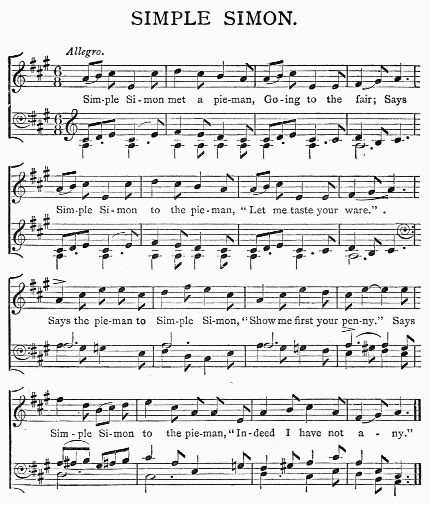 SIMPLE SIMON.
Allegro.
Sim-ple Si-mon met a pie-man, Go-ing to the fair; Says
Sim-ple Si-mon to the pie-man, "Let me taste your ware."
Says the pie-man to Sim-ple Si-mon, "Show me first your pen-ny." Says
Sim-ple Si-mon to the pie-man, "In-deed I have not a-ny."